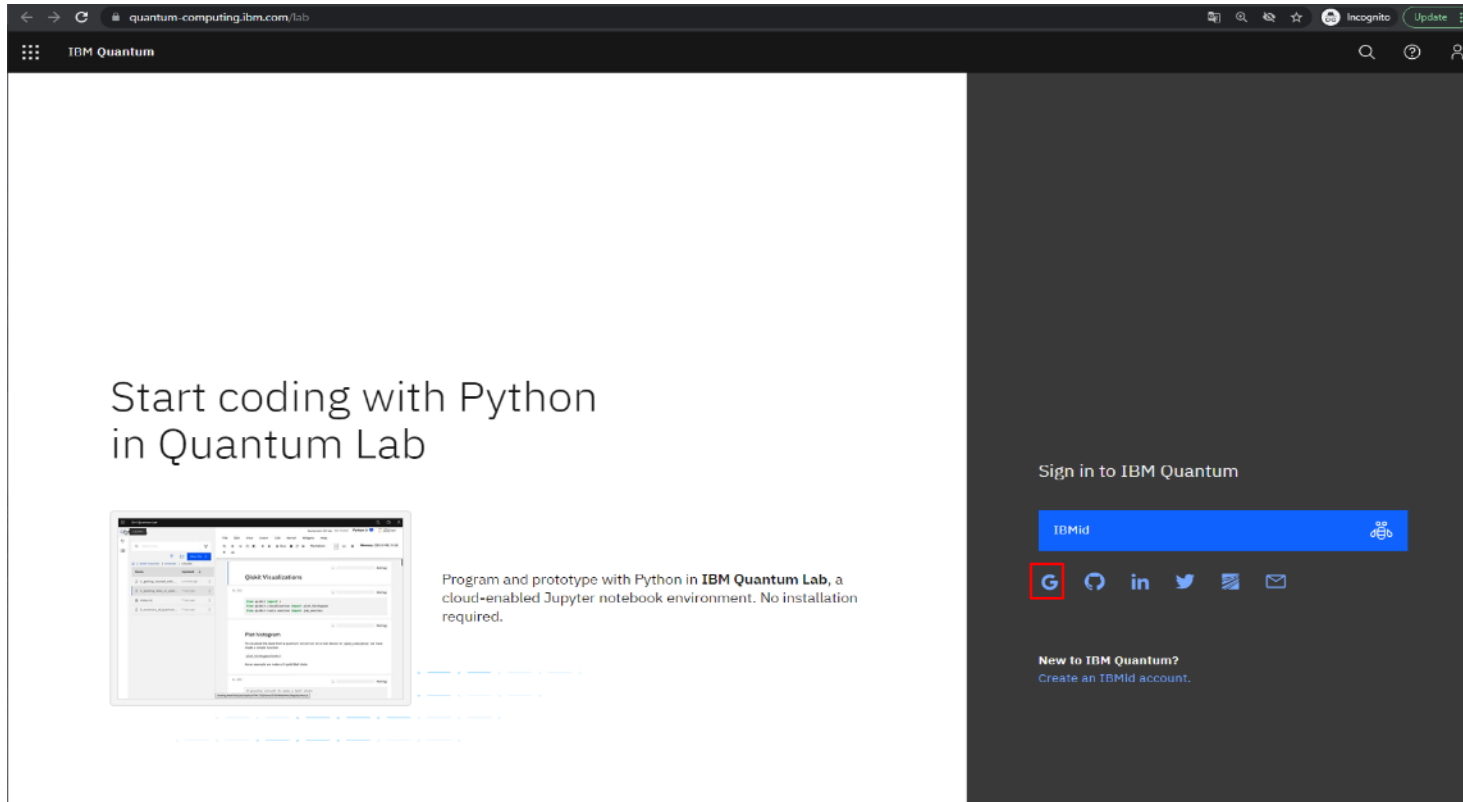 quantum-computing.ibm.com/lab
Incognito
Update
IBM Quantum
Start coding with Python
in Quantum Lab
Qiskit Visualizations
Plot histogram
Program and prototype with Python in IBM Quantum Lab, a
cloud-enabled Jupyter notebook environment. No installation
required.
Sign in to IBM Quantum
IBMid
G
in
New to IBM Quantum?
Create an IBMid account.